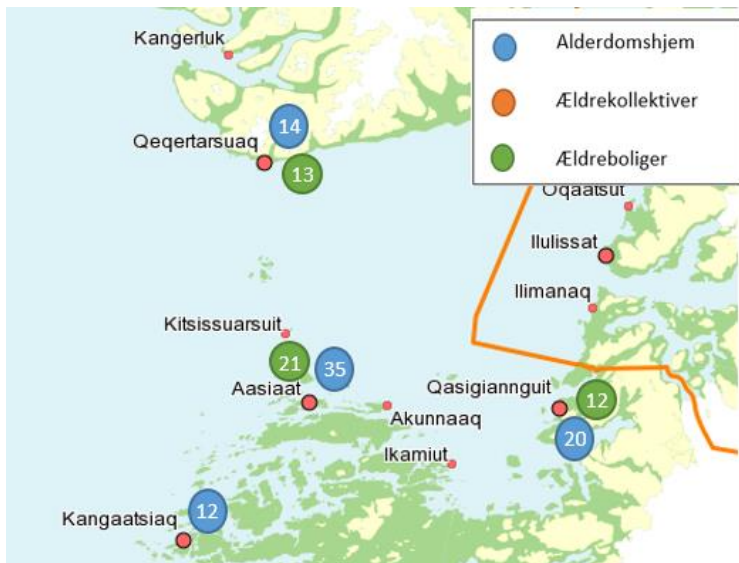 Kangerluk
Alderdomshjem
Ældrekollektiver
Ældreboliger
14
Qeqertarsuaq
13
Oqaatsut
Ilulissat
Ilimanaq
Kitsissuarsuit
21
35
Aasiaat
Qasigiannguit
12
Akunnaaq
20
Ikamiut
12
Kangaatsiaq